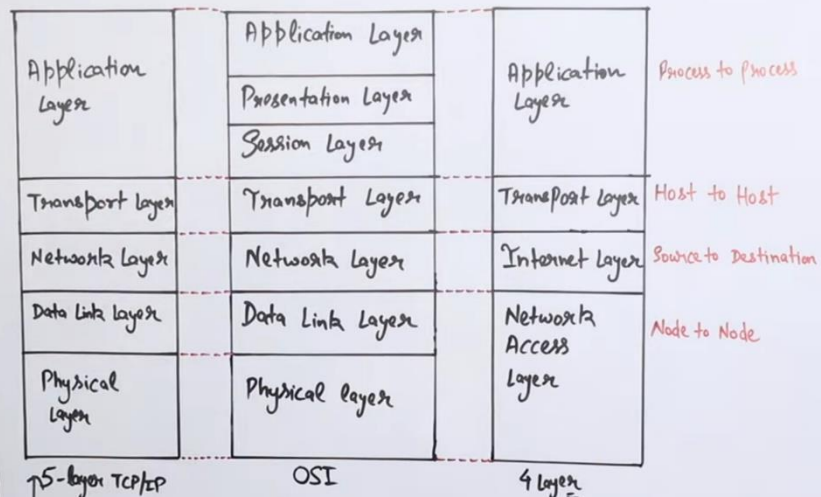 Application
Layer
Transport Layer
Network Layer
Data Link Layer
Physical
Layer
5-layer TCP/IP
Application Layer
Presentation Layer
Session Layer
Transport Layer
Network Layer
Data Link Layer
Physical layer
OSI
Application
Layer
Transport Layer
Internet Layer
Network
Access
Layer
4 Layer
Process to process
Host to Host
Source to Destination
Node to Node